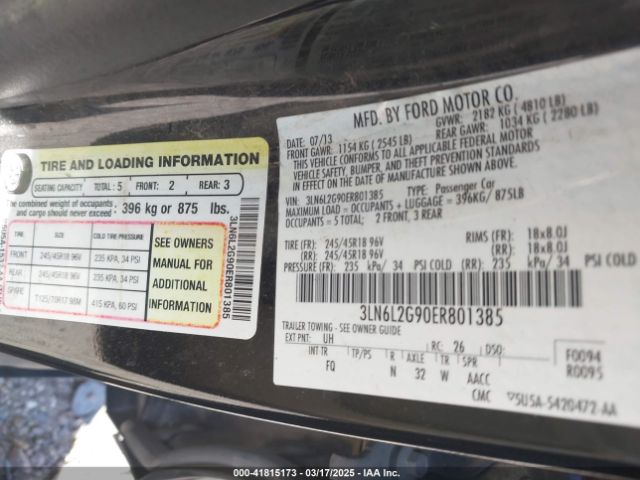 TIRE AND LOADING INFORMATION
SEATING CAPACITY TOTAL: 5 FRONT: 2 REAR: 3
The combined weight of occupants and cargo should never exceed: 396 kg or 875 lbs.
TIRE SIZE COLD TIRE PRESSURE
FRONT 245/45R18 96V 235 KPA, 34 PSI
REAR 245/45R18 96V 235 KPA, 34 PSI
SPARE T125/70R17 98M 415 KPA, 60 PSI
SEE OWNERS
MANUAL FOR
ADDITIONAL
INFORMATION
3LN6L2G90ER801385
MFD. BY FORD MOTOR CO.
DATE: 07/13 GVWR: 2182 KG ( 4810 LB)
FRONT GAWR: 1154 KG ( 2545 LB) REAR GAWR: 1034 KG ( 2280 LB)
THIS VEHICLE CONFORMS TO ALL APPLICABLE FEDERAL MOTOR
VEHICLE SAFETY, BUMPER, AND THEFT PREVENTION STANDARDS
IN EFFECT ON THE DATE OF MANUFACTURE SHOWN ABOVE.
VIN: 3LN6L2G90ER801385 TYPE: Passenger Car
MAXIMUM LOAD = OCCUPANTS + LUGGAGE = 396KG/ 875LB
OCCUPANTS = 5 TOTAL: 2 FRONT, 3 REAR
TIRE (FR): 245/45R18 96V RIMS (FR): 18x8.0J
(RR): 245/45R18 96V (RR): 18x8.0J
PRESSURE (FR): 235 kPa/ 34 PSI COLD (RR): 235 kPa/ 34 PSI COLD
3LN6L2G90ER801385
TRAILER TOWING - SEE OWNER GUIDE
EXT PNT: UH RC: 26 DSO: F0094
INT TR TP/PS R AXLE TR SPR R0095
FQ N 32 W AACC
CMC 5U5A-5420472-AA
WWW.IAAI.COM 41815173 — 03/17/2025 — IAA, Inc.